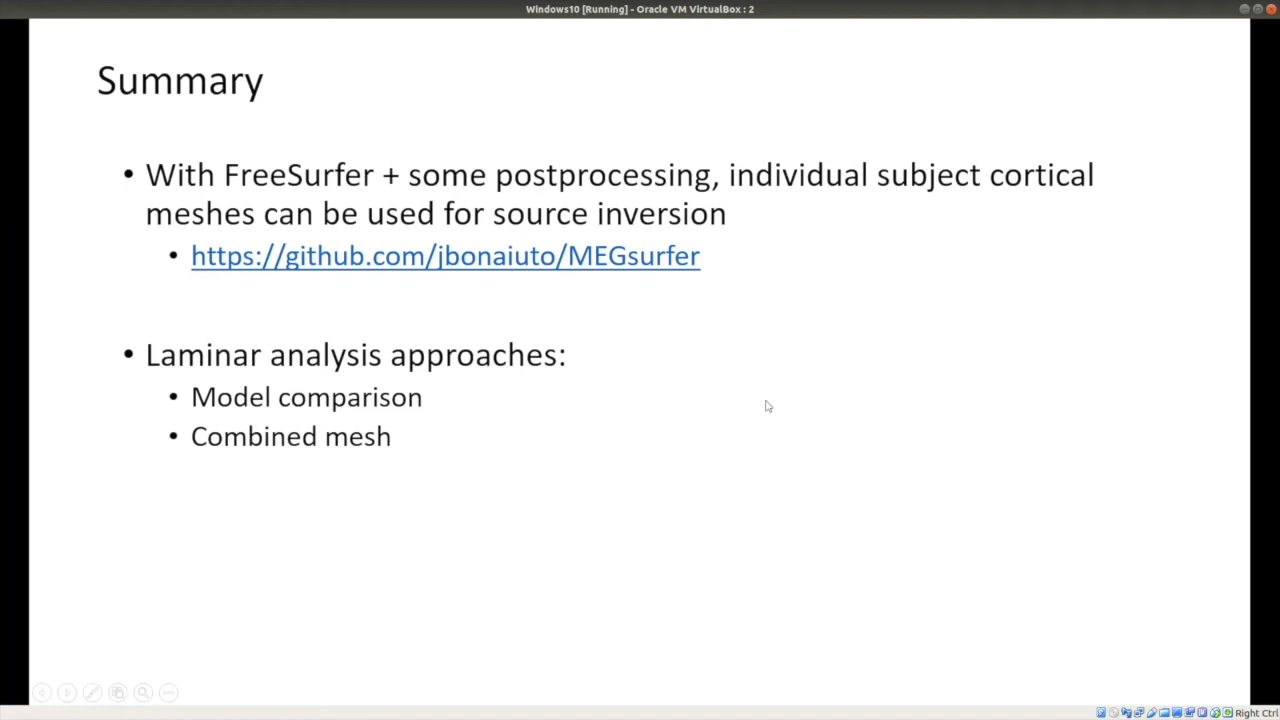 Windows10 [Running] - Oracle VM VirtualBox : 2
Summary
• With FreeSurfer + some postprocessing, individual subject cortical
meshes can be used for source inversion
• https://github.com/jbonaiuto/MEGsurfer
• Laminar analysis approaches:
• Model comparison
• Combined mesh
Right Ctrl